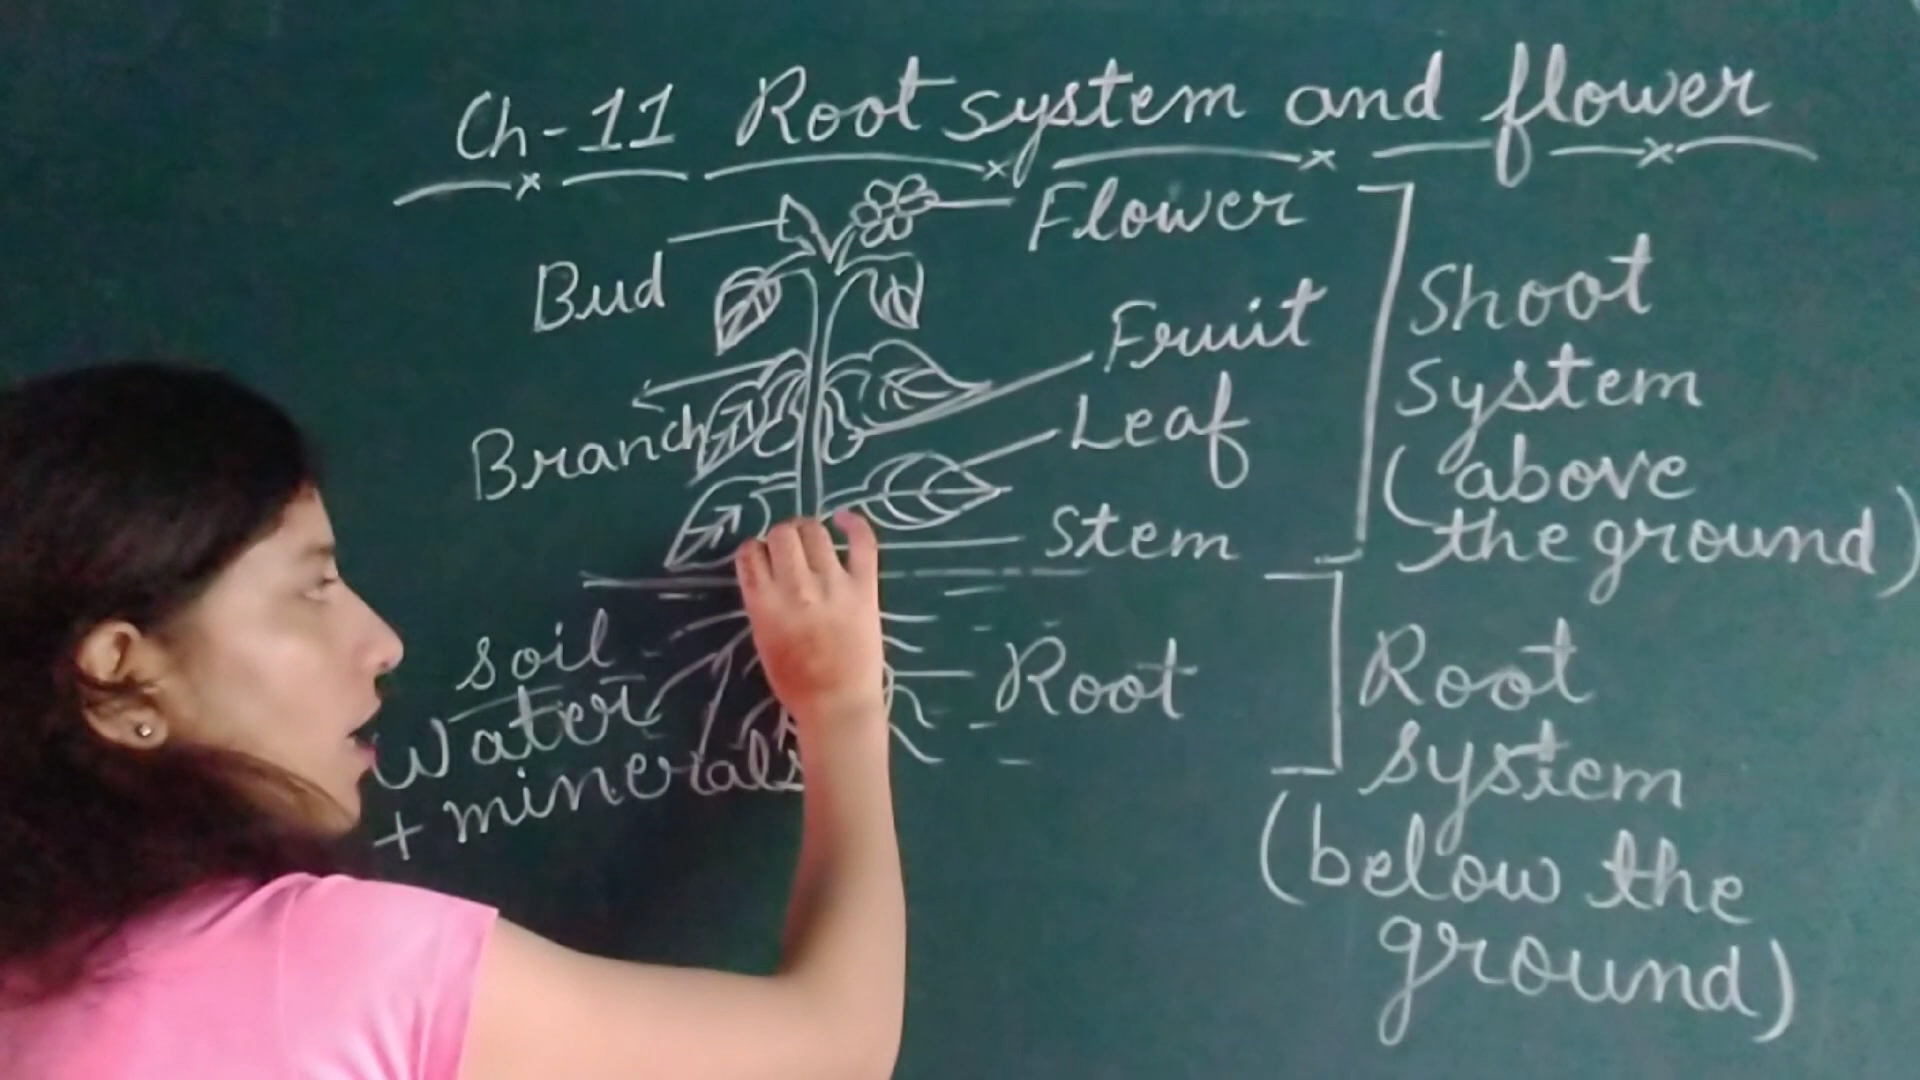 Ch-11 Root system and flower
Flower
Bud
Fruit
Branch
Leaf
Stem
Shoot
System
(above
the ground)
soil
water
+ minerals
Root
Root
system
(below the
ground)